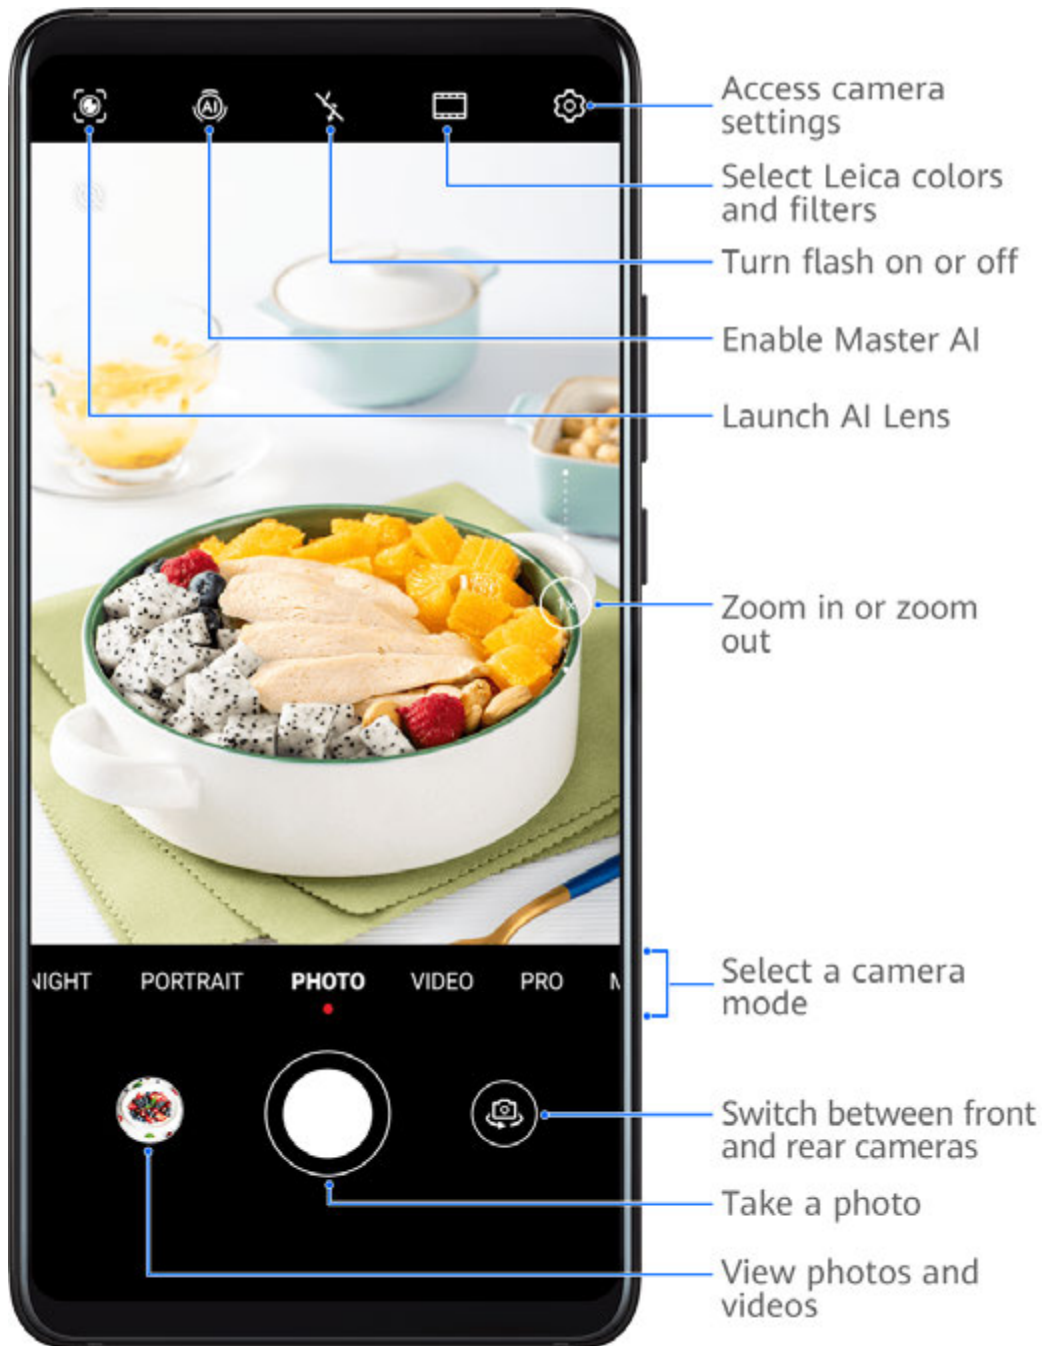 AI
Access camera
settings
Select Leica colors
and filters
Turn flash on or off
Enable Master AI
Launch AI Lens
1×
Zoom in or zoom
out
NIGHT PORTRAIT PHOTO VIDEO PRO M
Select a camera
mode
Switch between front
and rear cameras
Take a photo
View photos and
videos